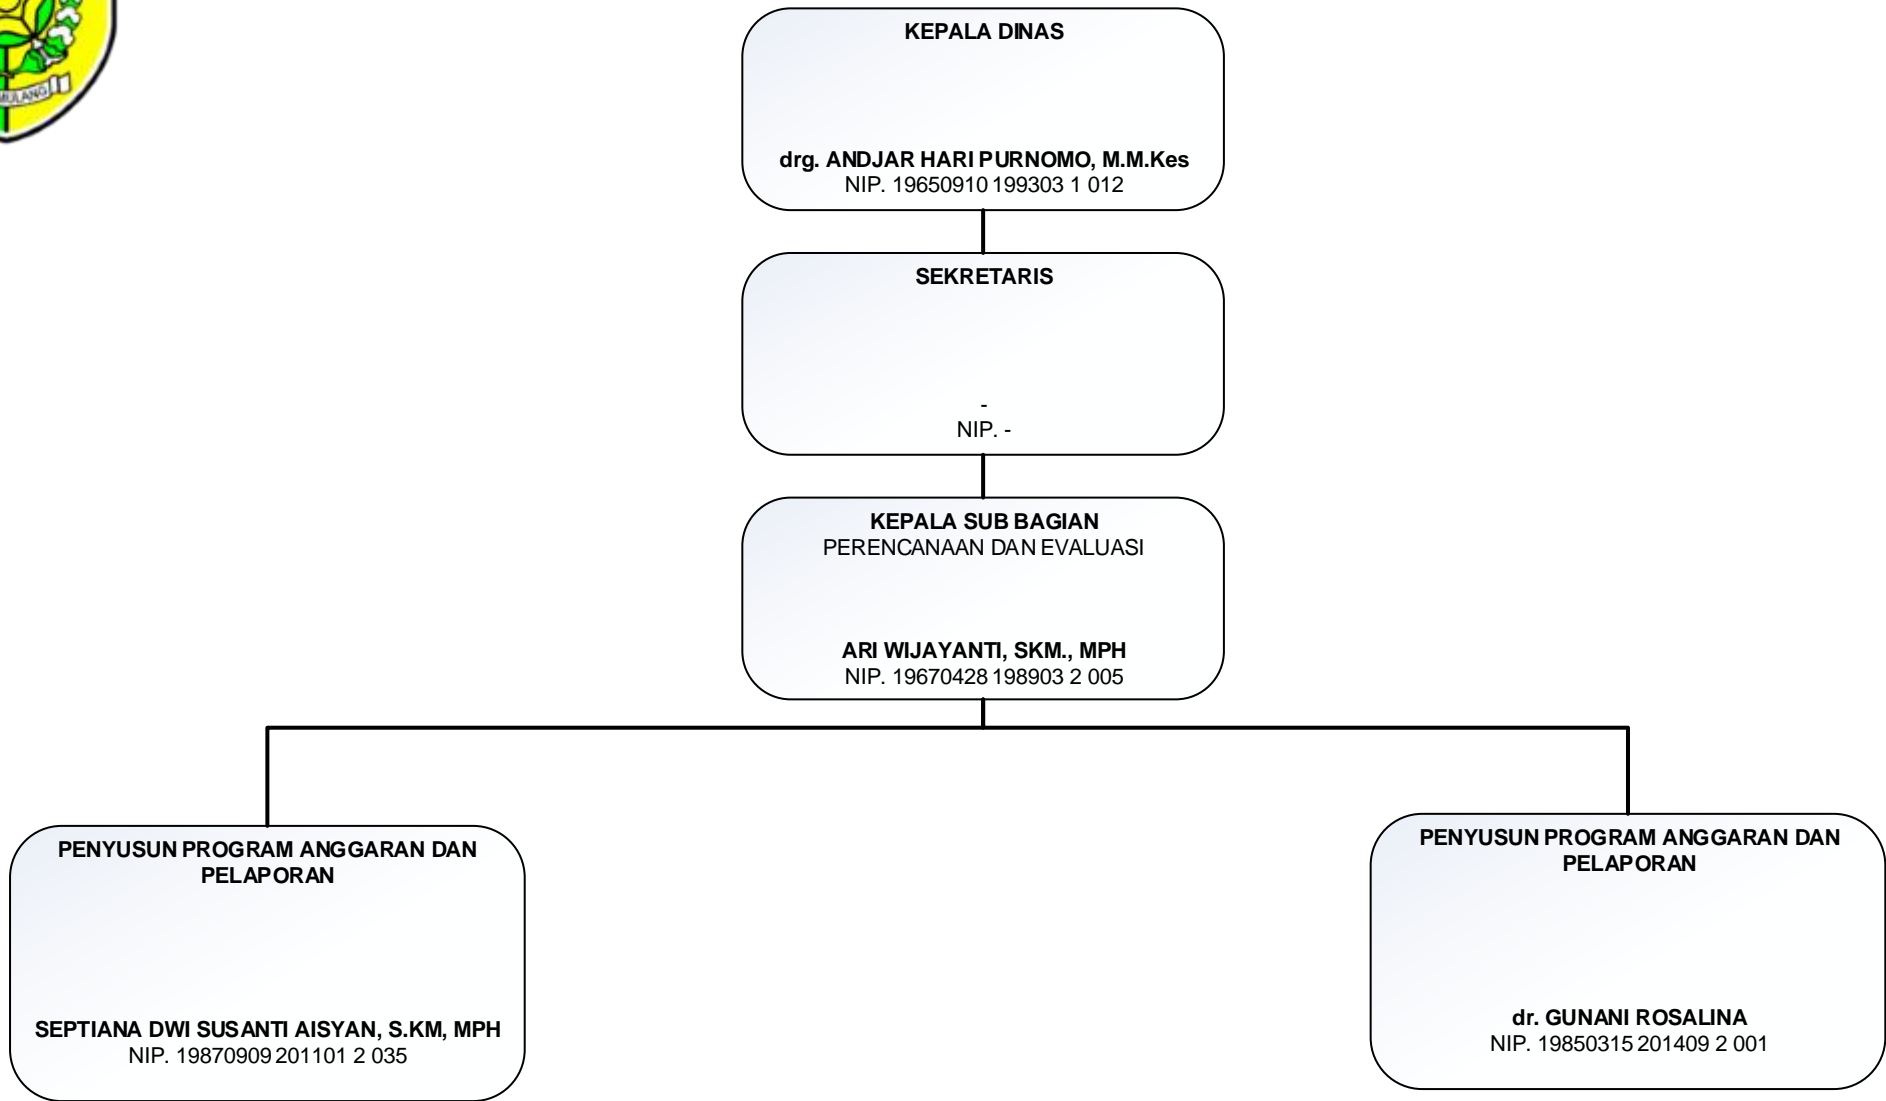 MULANG
KEPALA DINAS
drg. ANDJAR HARI PURNOMO, M.M.Kes
NIP. 19650910 199303 1 012
SEKRETARIS
-
NIP. -
KEPALA SUB BAGIAN
PERENCANAAN DAN EVALUASI
ARI WIJAYANTI, SKM., MPH
NIP. 19670428 198903 2 005
PENYUSUN PROGRAM ANGGARAN DAN
PELAPORAN
SEPTIANA DWI SUSANTI AISYAN, S.KM, MPH
NIP. 19870909 201101 2 035
PENYUSUN PROGRAM ANGGARAN DAN
PELAPORAN
dr. GUNANI ROSALINA
NIP. 19850315 201409 2 001